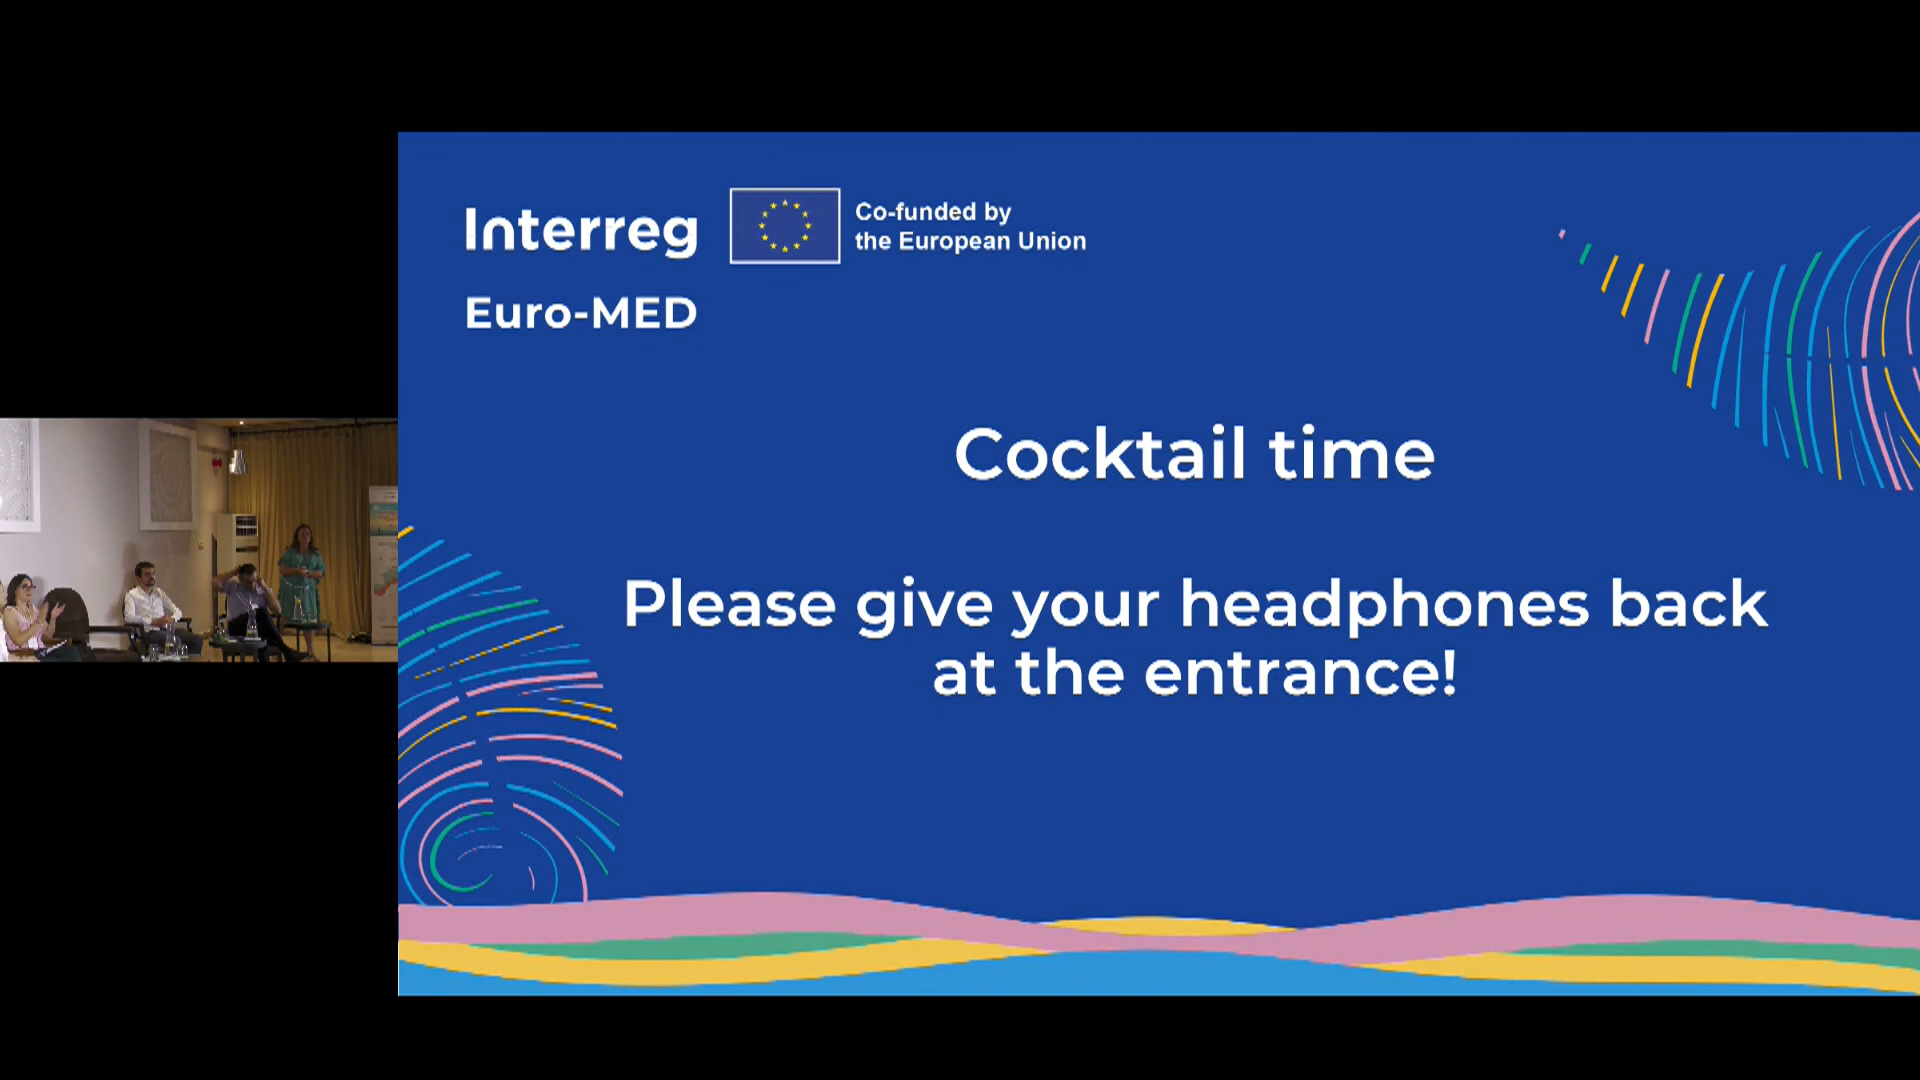 Interreg
Co-funded by
the European Union
Euro-MED
Cocktail time
Please give your headphones back
at the entrance!